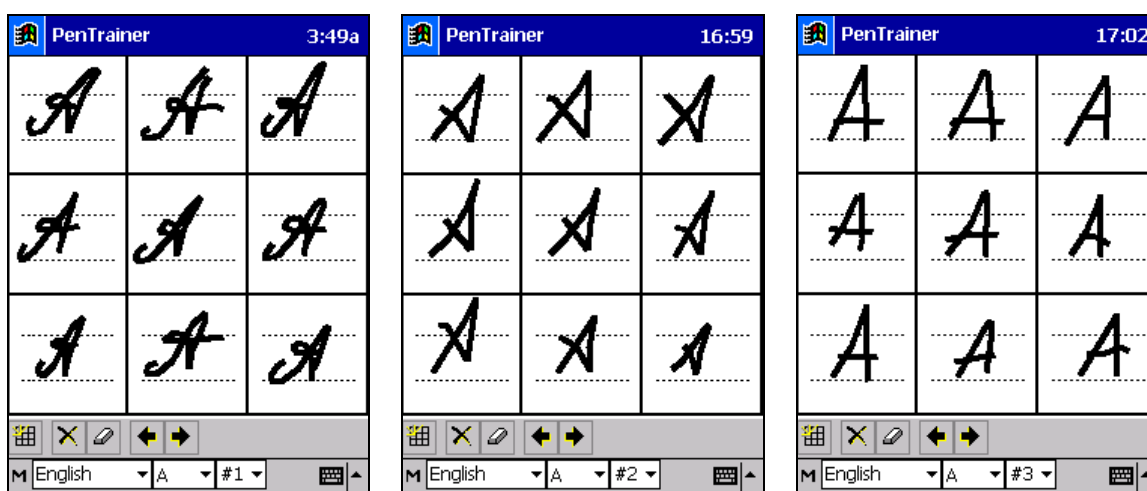 PenTrainer 3:49a
A A A
A A A
A A A
M English A #1
PenTrainer 16:59
A A A
A A A
A A A
M English A #2
PenTrainer 17:02
A A A
A A A
A A A
M English A #3